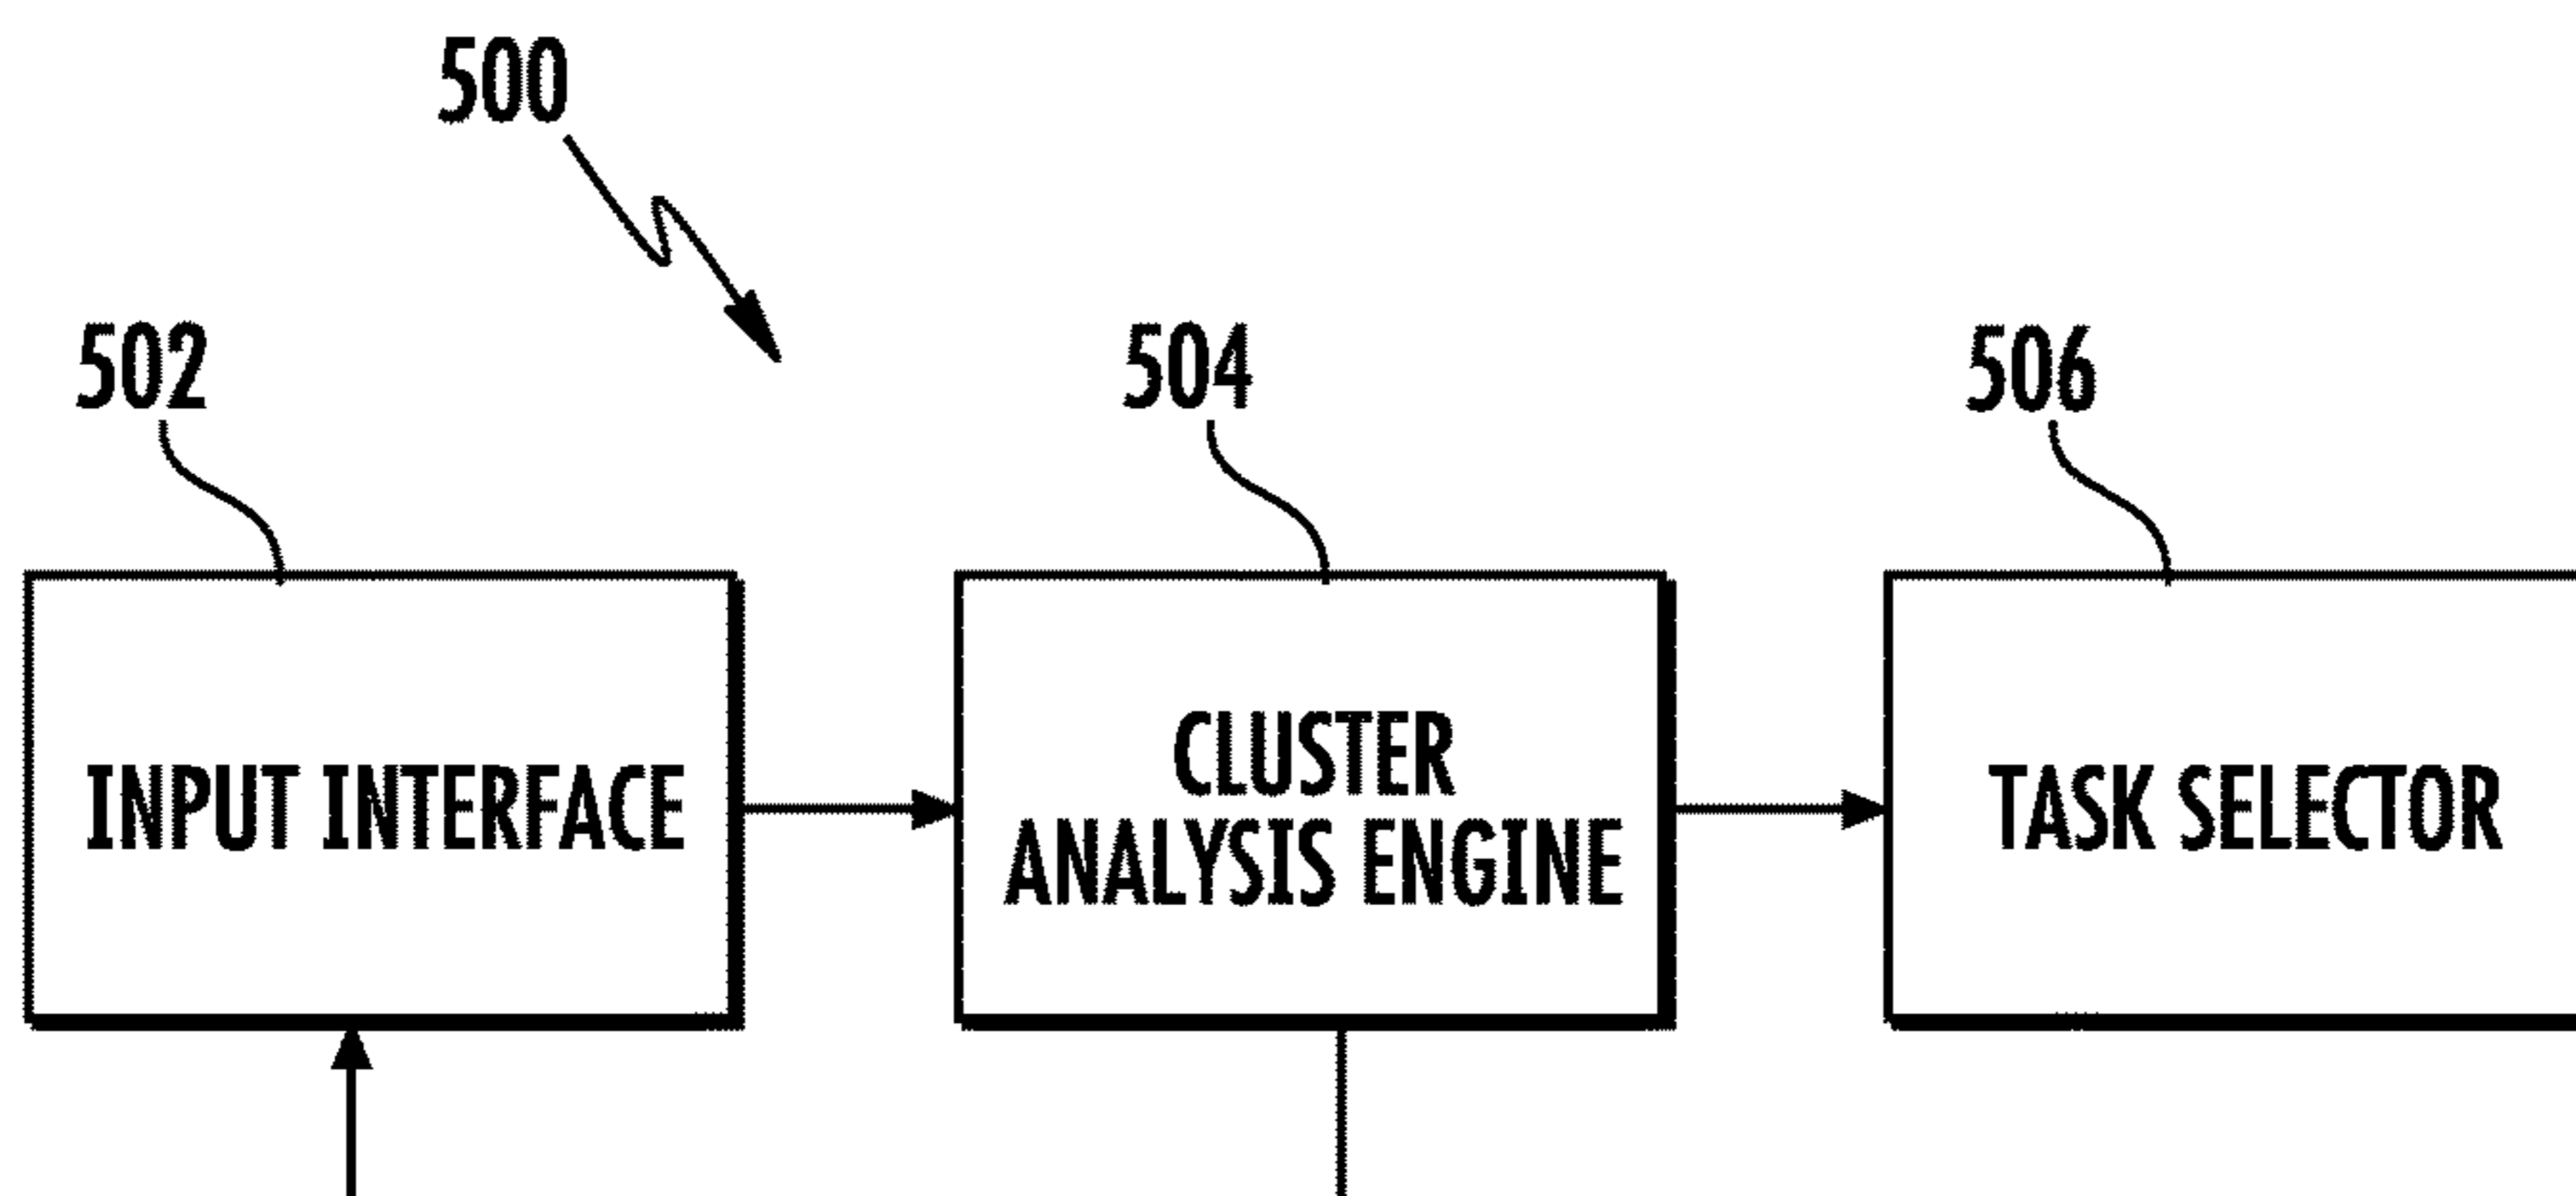 500
502
504
506
INPUT INTERFACE
CLUSTER
ANALYSIS ENGINE
TASK SELECTOR